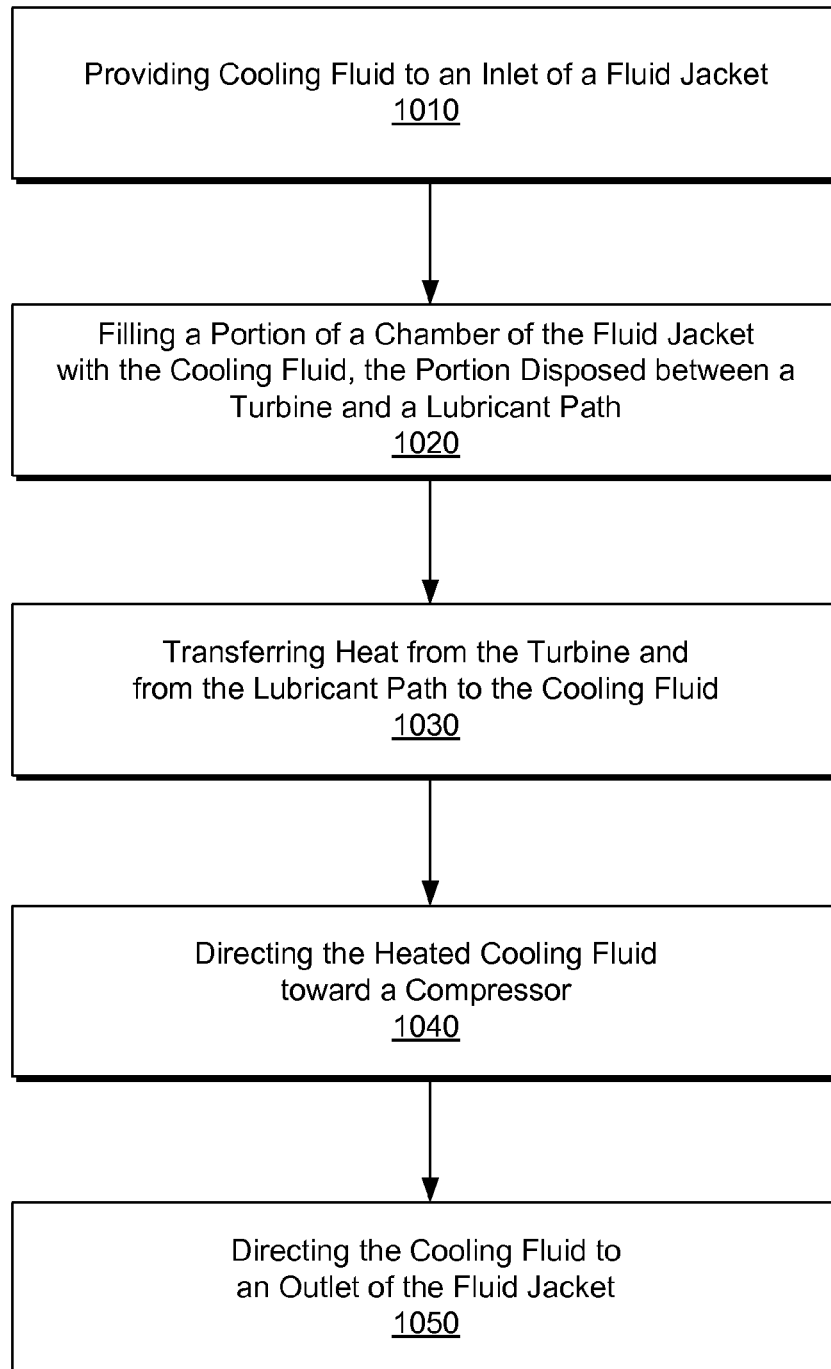 Providing Cooling Fluid to an Inlet of a Fluid Jacket
1010
Filling a Portion of a Chamber of the Fluid Jacket
with the Cooling Fluid, the Portion Disposed between a
Turbine and a Lubricant Path
1020
Transferring Heat from the Turbine and
from the Lubricant Path to the Cooling Fluid
1030
Directing the Heated Cooling Fluid
toward a Compressor
1040
Directing the Cooling Fluid to
an Outlet of the Fluid Jacket
1050